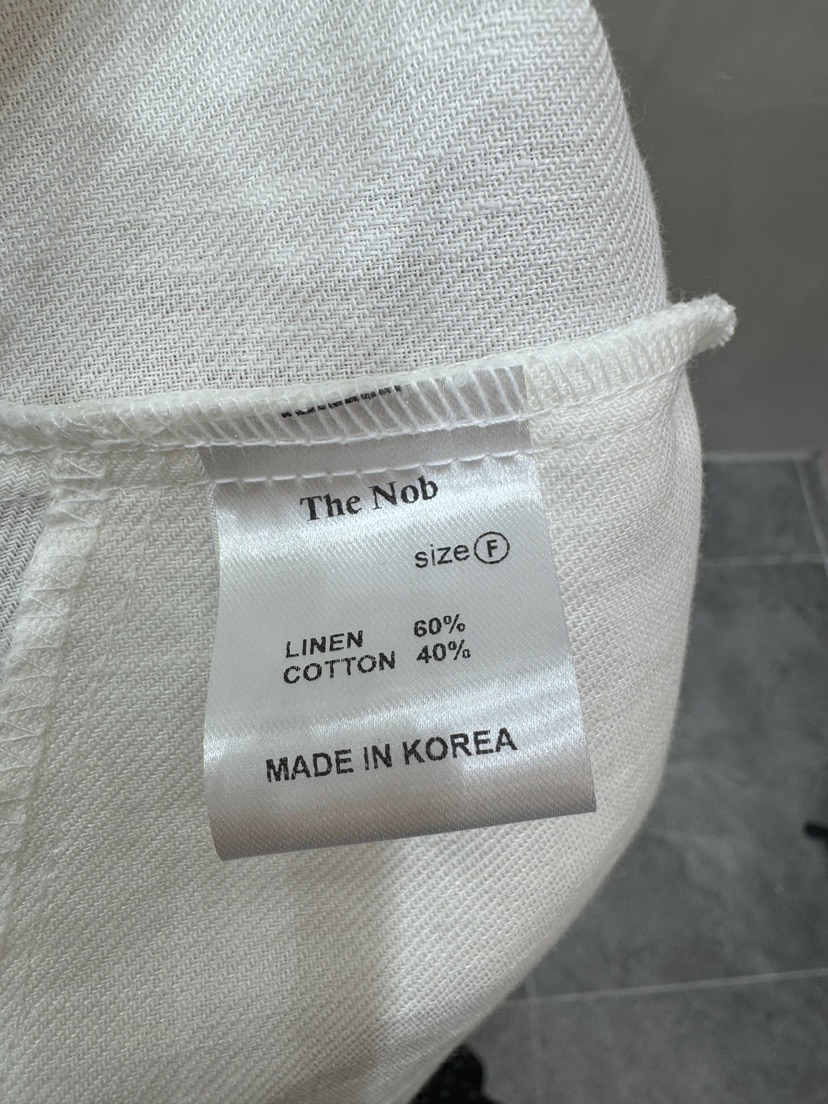 The Nob
size Ⓕ
LINEN 60%
COTTON 40%
MADE IN KOREA